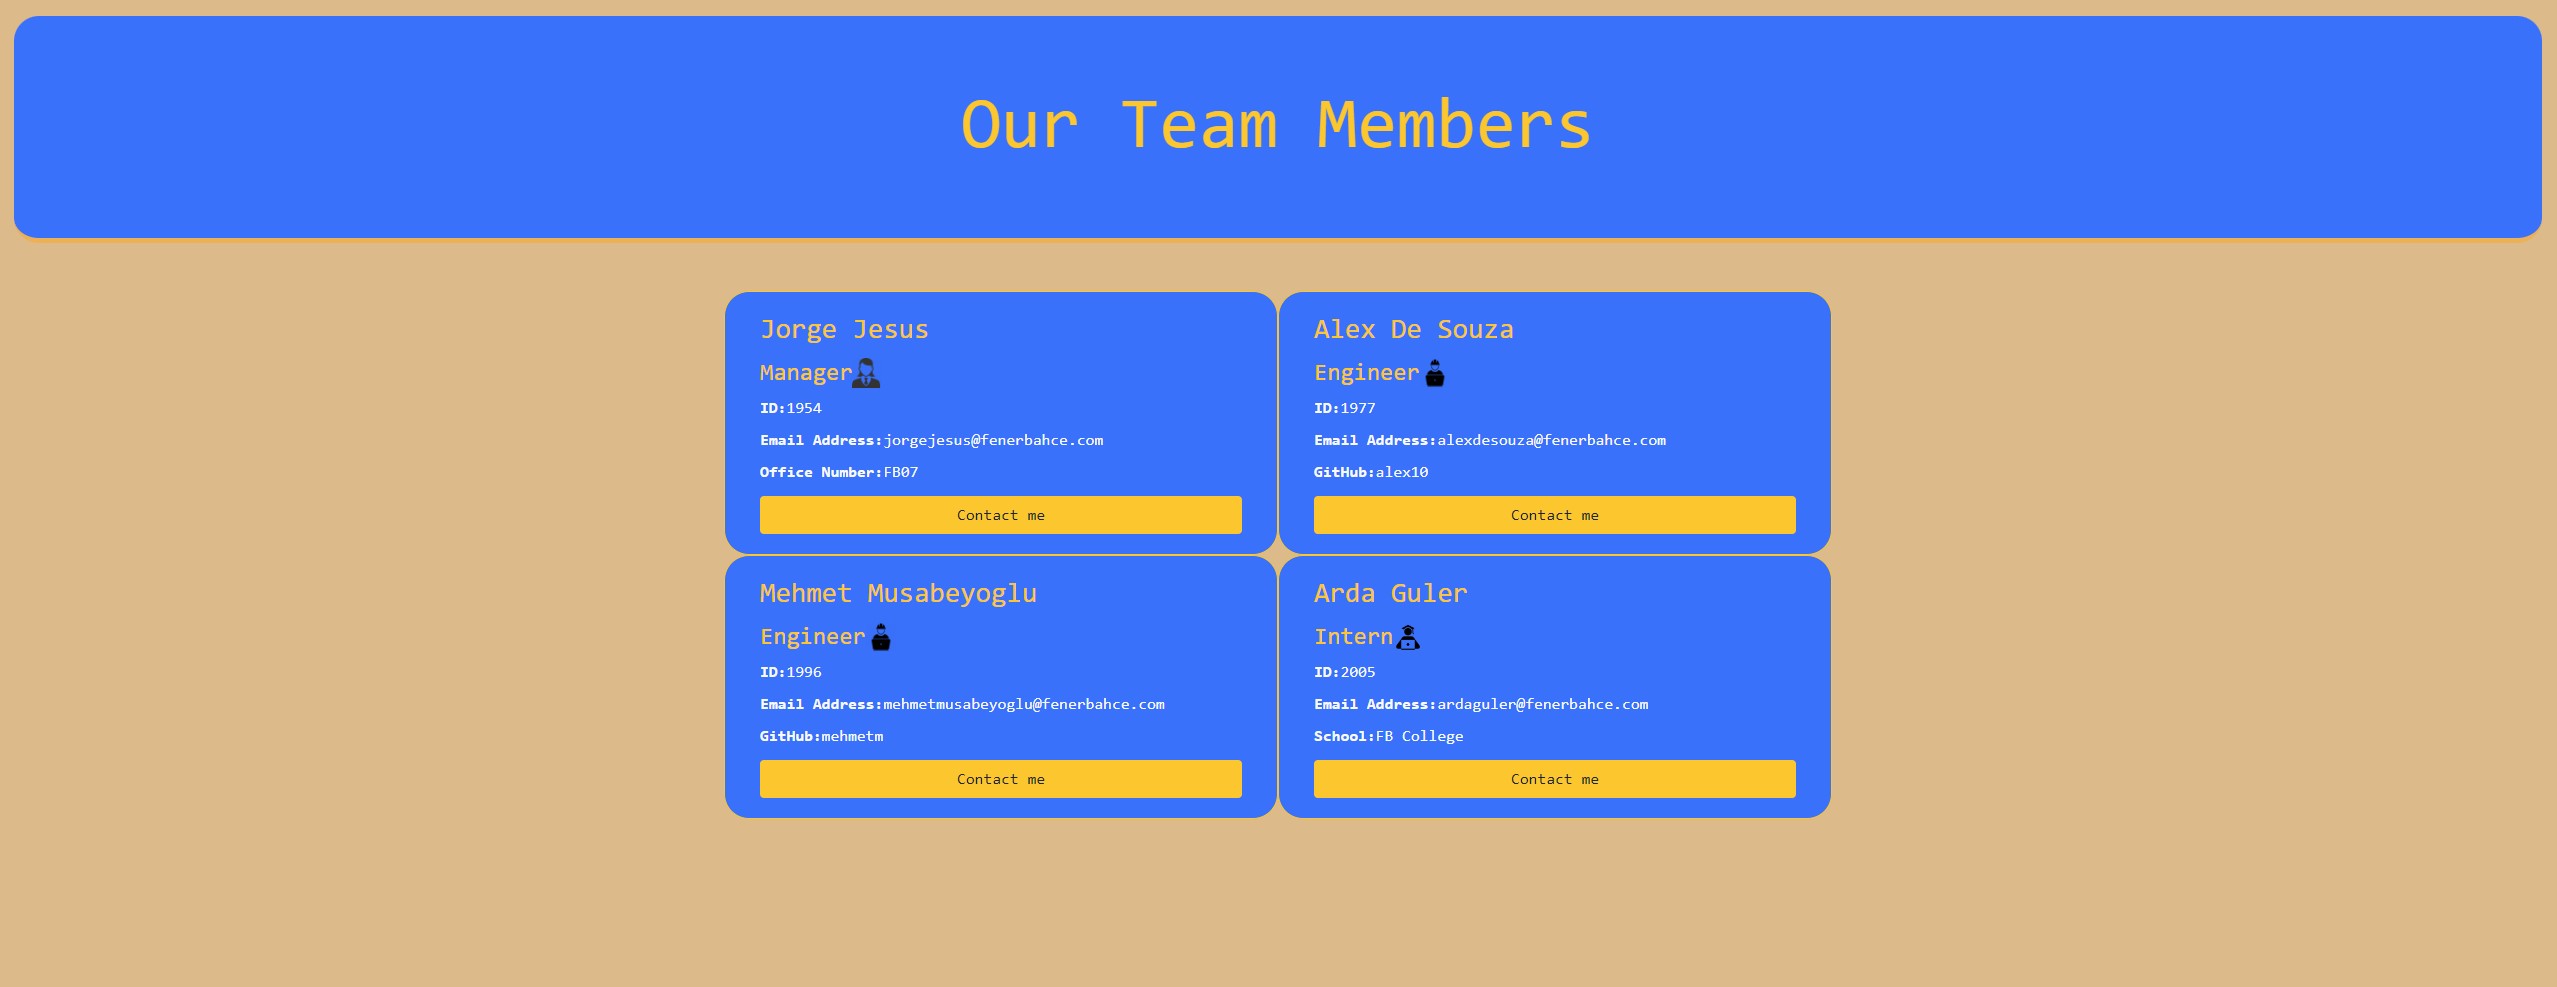 Our Team Members
Jorge Jesus
Manager
ID:1954
Email Address:jorgejesus@fenerbahce.com
Office Number:FB07
Contact me
Alex De Souza
Engineer
ID:1977
Email Address:alexdesouza@fenerbahce.com
GitHub:alex10
Contact me
Mehmet Musabeyoglu
Engineer
ID:1996
Email Address:mehmetmusabeyoglu@fenerbahce.com
GitHub:mehmetm
Contact me
Arda Guler
Intern
ID:2005
Email Address:ardaguler@fenerbahce.com
School:FB College
Contact me